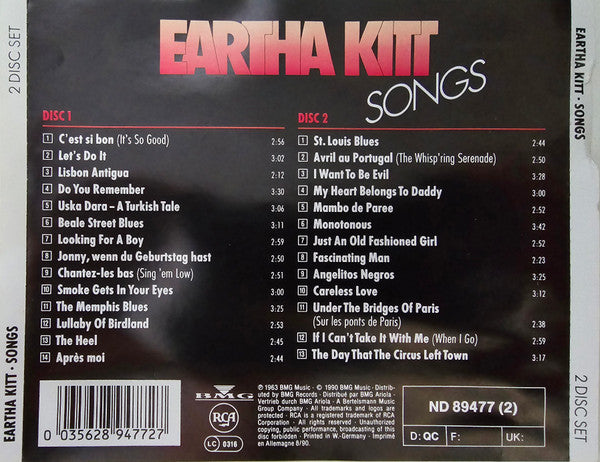 2 DISC SET
EARTHA KITT
SONGS
EARTHA KITT · SONGS
DISC 1
1 C'est si bon (It's So Good) 2:56
2 Let's Do It 3:02
3 Lisbon Antigua 2:12
4 Do You Remember 2:31
5 Uska Dara – A Turkish Tale
6 Beale Street Blues 3:11
7 Looking For A Boy 2:59
8 Jonny, wenn du Geburtstag hast 2:50
9 Chantez-les bas (Sing 'em Low) 2:51
10 Smoke Gets In Your Eyes 3:00
11 The Memphis Blues 3:25
12 Lullaby Of Birdland 2:53
13 The Heel 2:45
14 Après moi 2:44
DISC 2
1 St. Louis Blues 2:44
2 Avril au Portugal (The Whisp'ring Serenade) 2:50
3 I Want To Be Evil 3:28
4 My Heart Belongs To Daddy 3:00
5 Mambo de Paree 2:52
6 Monotonous 3:42
7 Just An Old Fashioned Girl 2:52
8 Fascinating Man 2:23
9 Angelitos Negros 3:25
10 Careless Love 3:12
11 Under The Bridges Of Paris
(Sur les ponts de Paris) 2:38
12 If I Can't Take It With Me (When I Go) 2:59
13 The Day That The Circus Left Town 3:17
EARTHA KITT · SONGS
0 035628 947727
BMG
RCA
LC 0316
℗ 1963 BMG Music · © 1990 BMG Music · Distribu-
ted by BMG Records · Distribué par BMG Ariola ·
Vertrieb durch BMG Ariola · A Bertelsmann Music
Group Company · All trademarks and logos are
protected · RCA is a registered trademark of RCA
Corporation · All rights reserved · Unauthorized
copying, public performance, broadcasting of this
disc forbidden · Printed in W.-Germany · Imprimé
en Allemagne 8/90.
ND 89477 (2)
D: QC F: UK:
2 DISC SET